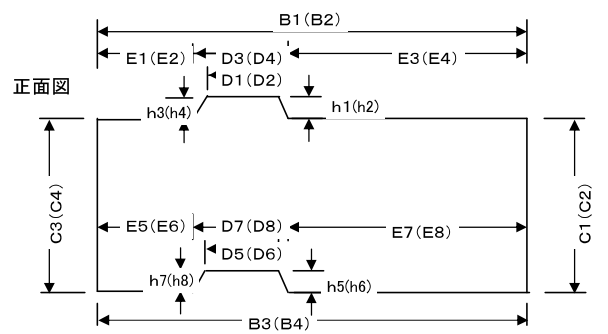 B1(B2)
E1(E2) D3(D4) E3(E4)
D1(D2)
正面図
h3(h4) h1(h2)
C3(C4) C1(C2)
E5(E6) D7(D8) E7(E8)
D5(D6)
h7(h8) h5(h6)
B3(B4)